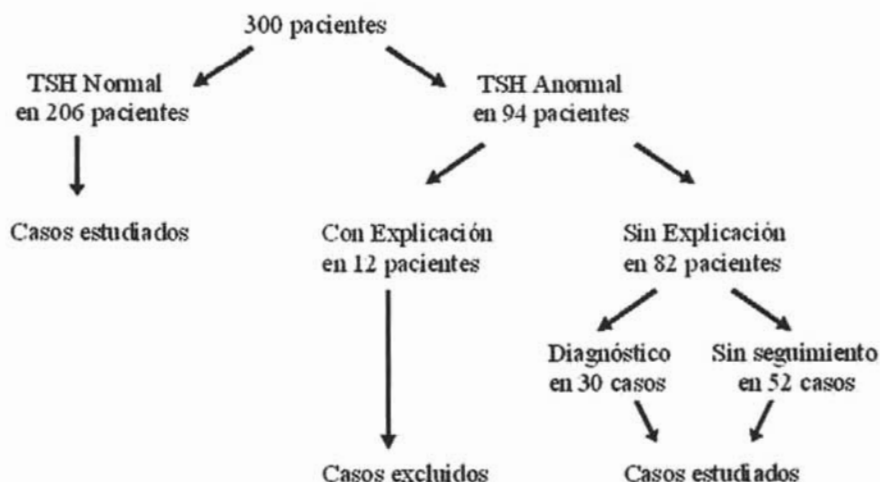 300 pacientes
TSH Normal
en 206 pacientes
TSH Anormal
en 94 pacientes
Casos estudiados
Con Explicación
en 12 pacientes
Sin Explicación
en 82 pacientes
Diagnóstico
en 30 casos
Sin seguimiento
en 52 casos
Casos excluidos
Casos estudiados